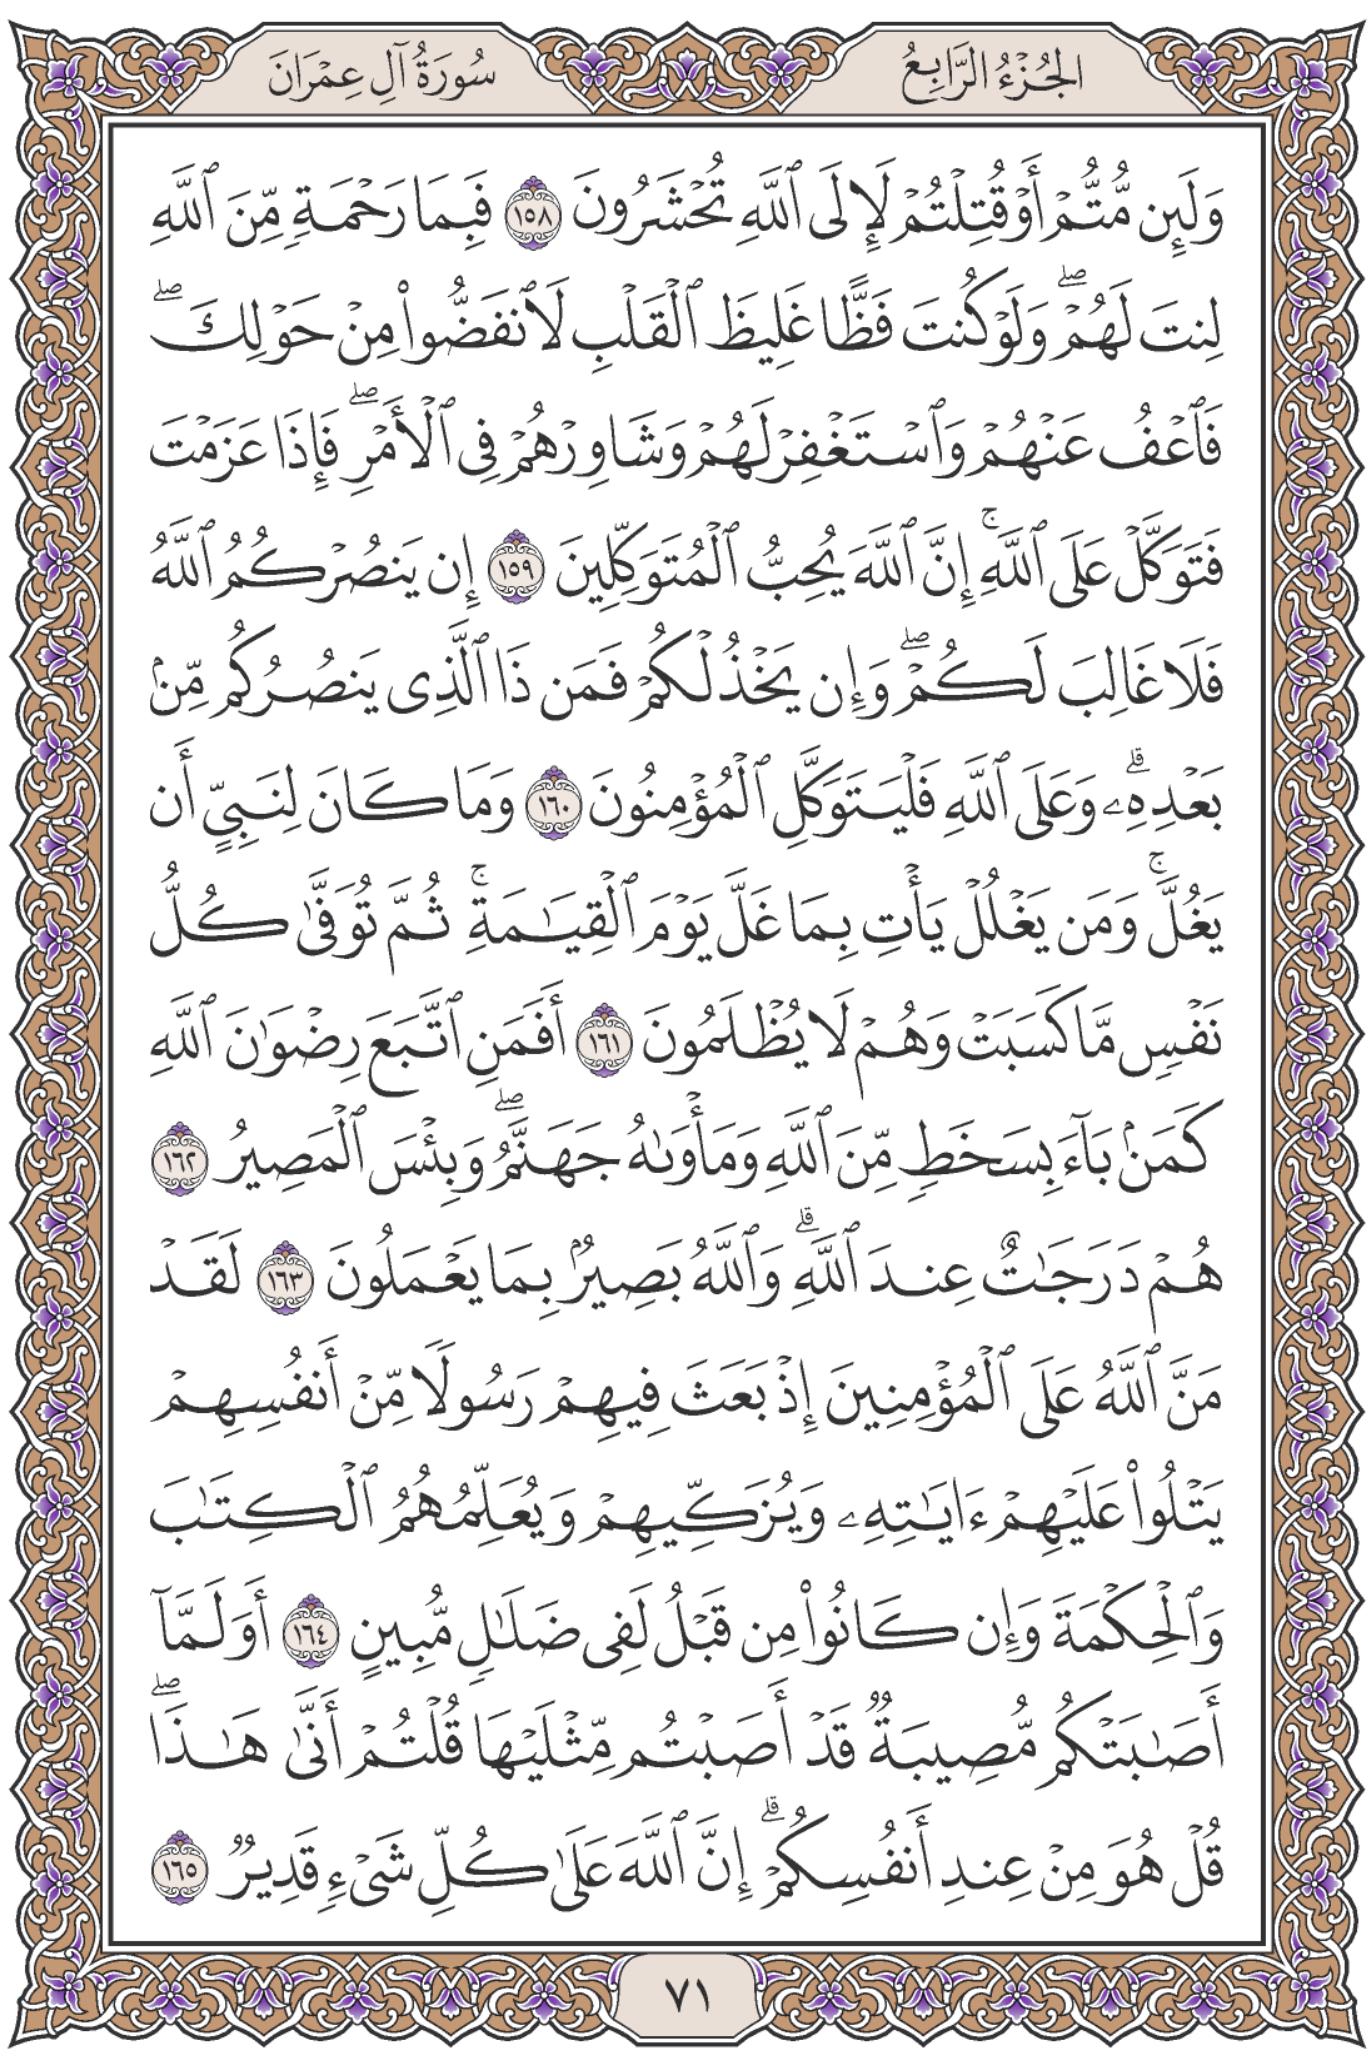 الجُزْءُ الرَّابِعُ
سُورَةُ آلِ عِمْرَانَ
وَلَئِن مُّتُّمْ أَوْ قُتِلْتُمْ لَإِلَى ٱللَّهِ تُحْشَرُونَ ١٥٨ فَبِمَا رَحْمَةٍ مِّنَ ٱللَّهِ
لِنتَ لَهُمْ ۖ وَلَوْ كُنتَ فَظًّا غَلِيظَ ٱلْقَلْبِ لَٱنفَضُّوا۟ مِنْ حَوْلِكَ ۖ
فَٱعْفُ عَنْهُمْ وَٱسْتَغْفِرْ لَهُمْ وَشَاوِرْهُمْ فِى ٱلْأَمْرِ ۖ فَإِذَا عَزَمْتَ
فَتَوَكَّلْ عَلَى ٱللَّهِ ۚ إِنَّ ٱللَّهَ يُحِبُّ ٱلْمُتَوَكِّلِينَ ١٥٩ إِن يَنصُرْكُمُ ٱللَّهُ
فَلَا غَالِبَ لَكُمْ ۖ وَإِن يَخْذُلْكُمْ فَمَن ذَا ٱلَّذِى يَنصُرُكُم مِّنۢ
بَعْدِهِۦ ۗ وَعَلَى ٱللَّهِ فَلْيَتَوَكَّلِ ٱلْمُؤْمِنُونَ ١٦٠ وَمَا كَانَ لِنَبِىٍّ أَن
يَغُلَّ ۚ وَمَن يَغْلُلْ يَأْتِ بِمَا غَلَّ يَوْمَ ٱلْقِيَـٰمَةِ ۚ ثُمَّ تُوَفَّىٰ كُلُّ
نَفْسٍ مَّا كَسَبَتْ وَهُمْ لَا يُظْلَمُونَ ١٦١ أَفَمَنِ ٱتَّبَعَ رِضْوَٰنَ ٱللَّهِ
كَمَنۢ بَآءَ بِسَخَطٍ مِّنَ ٱللَّهِ وَمَأْوَىٰهُ جَهَنَّمُ ۖ وَبِئْسَ ٱلْمَصِيرُ ١٦٢
هُمْ دَرَجَـٰتٌ عِندَ ٱللَّهِ ۗ وَٱللَّهُ بَصِيرٌۢ بِمَا يَعْمَلُونَ ١٦٣ لَقَدْ
مَنَّ ٱللَّهُ عَلَى ٱلْمُؤْمِنِينَ إِذْ بَعَثَ فِيهِمْ رَسُولًا مِّنْ أَنفُسِهِمْ
يَتْلُوا۟ عَلَيْهِمْ ءَايَـٰتِهِۦ وَيُزَكِّيهِمْ وَيُعَلِّمُهُمُ ٱلْكِتَـٰبَ
وَٱلْحِكْمَةَ وَإِن كَانُوا۟ مِن قَبْلُ لَفِى ضَلَـٰلٍ مُّبِينٍ ١٦٤ أَوَلَمَّآ
أَصَـٰبَتْكُم مُّصِيبَةٌ قَدْ أَصَبْتُم مِّثْلَيْهَا قُلْتُمْ أَنَّىٰ هَـٰذَا ۖ
قُلْ هُوَ مِنْ عِندِ أَنفُسِكُمْ ۗ إِنَّ ٱللَّهَ عَلَىٰ كُلِّ شَىْءٍ قَدِيرٌ ١٦٥
٧١